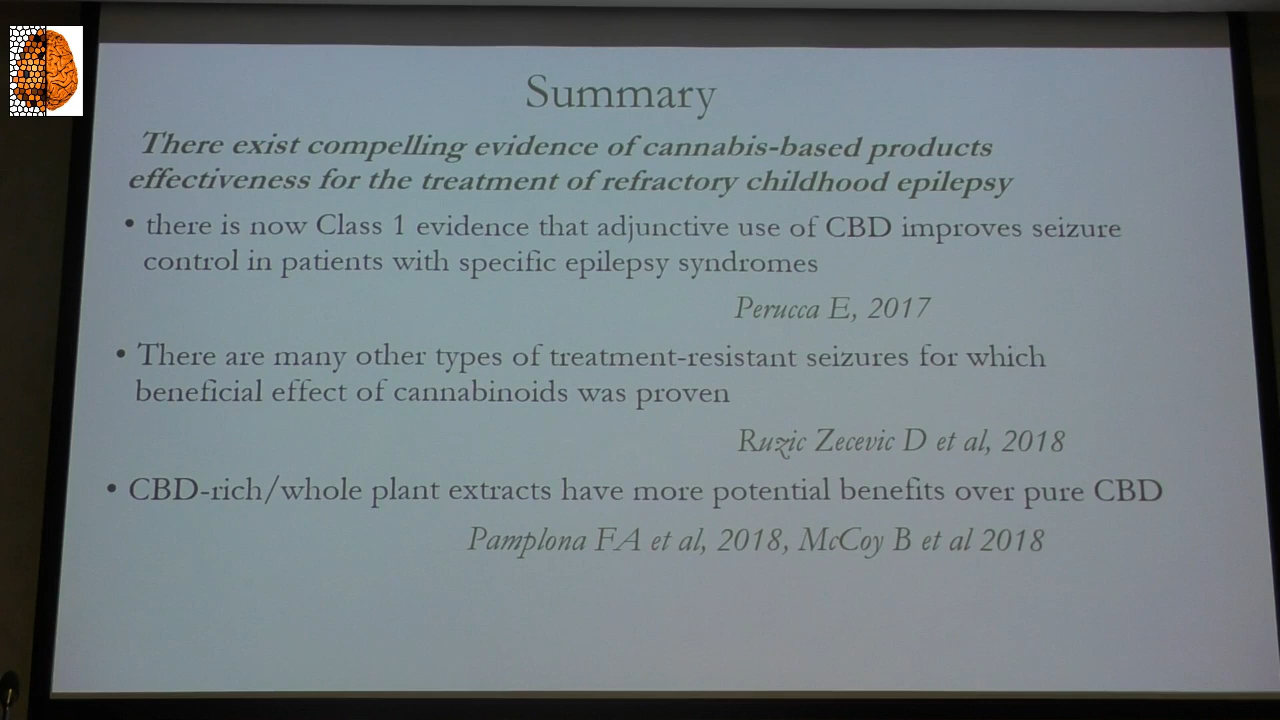 Summary
There exist compelling evidence of cannabis-based products
effectiveness for the treatment of refractory childhood epilepsy
• there is now Class 1 evidence that adjunctive use of CBD improves seizure
control in patients with specific epilepsy syndromes
Perucca E, 2017
• There are many other types of treatment-resistant seizures for which
beneficial effect of cannabinoids was proven
Ruzic Zecevic D et al, 2018
• CBD-rich/whole plant extracts have more potential benefits over pure CBD
Pamplona FA et al, 2018, McCoy B et al 2018